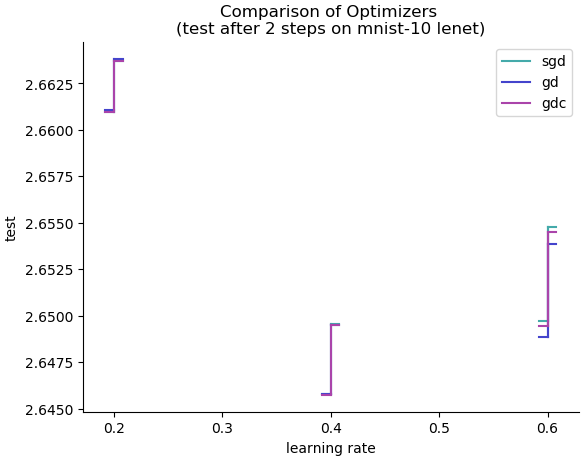 Comparison of Optimizers
(test after 2 steps on mnist-10 lenet)
sgd
gd
gdc
2.6625
2.6600
2.6575
2.6550
2.6525
2.6500
2.6475
2.6450
test
0.2
0.3
0.4
0.5
0.6
learning rate